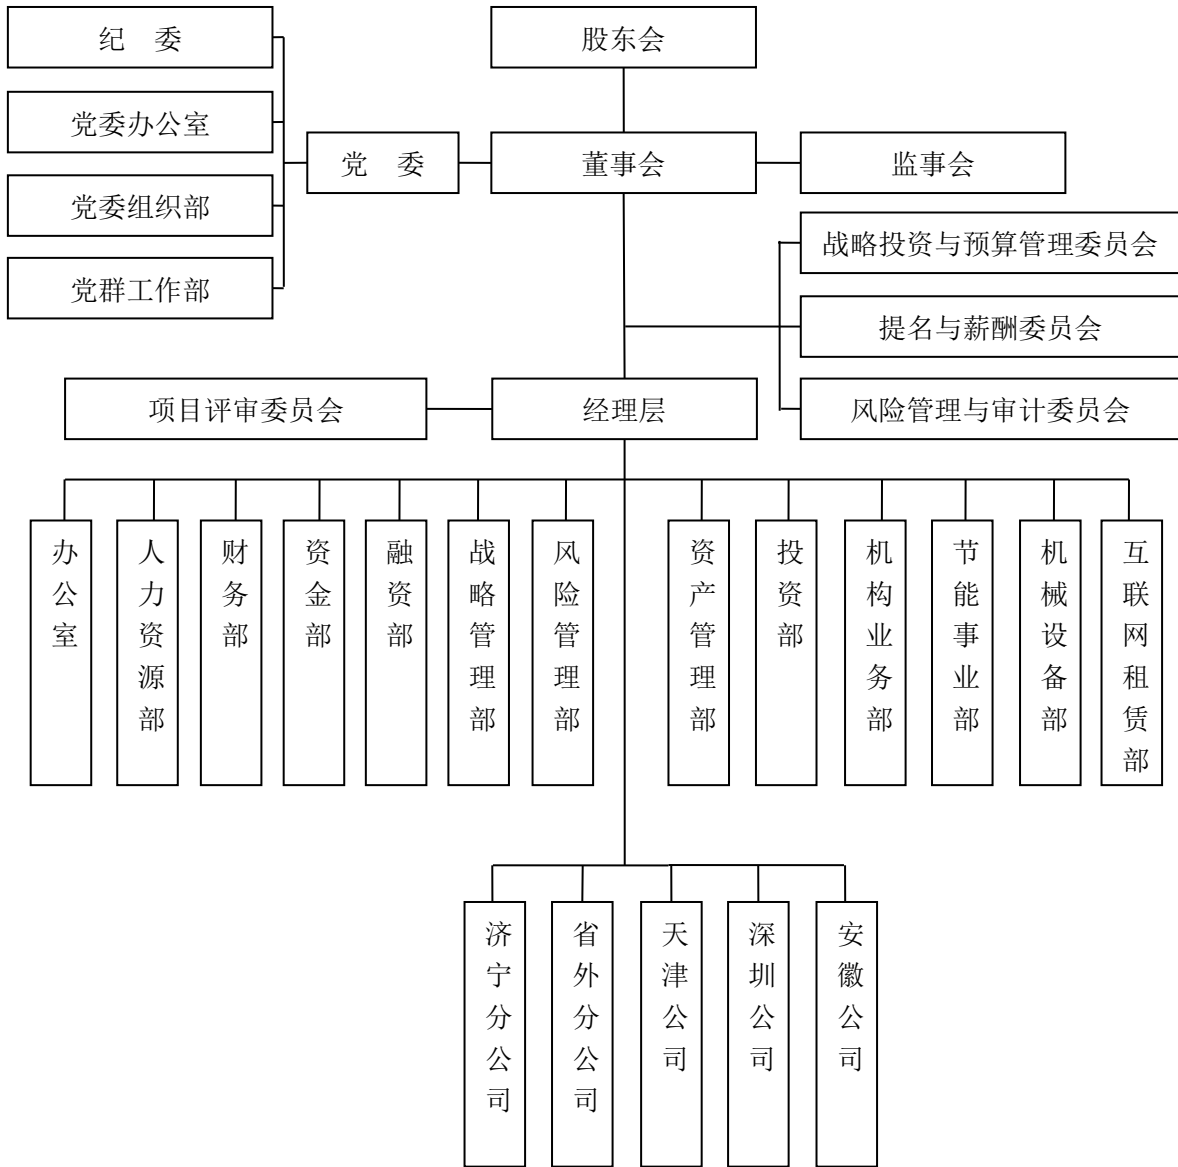 纪　委
股东会
党委办公室
党　委
董事会
监事会
党委组织部
战略投资与预算管理委员会
党群工作部
提名与薪酬委员会
项目评审委员会
经理层
风险管理与审计委员会
办公室
人力资源部
财务部
资金部
融资部
战略管理部
风险管理部
资产管理部
投资部
机构业务部
节能事业部
机械设备部
互联网租赁部
济宁分公司
省外分公司
天津公司
深圳公司
安徽公司